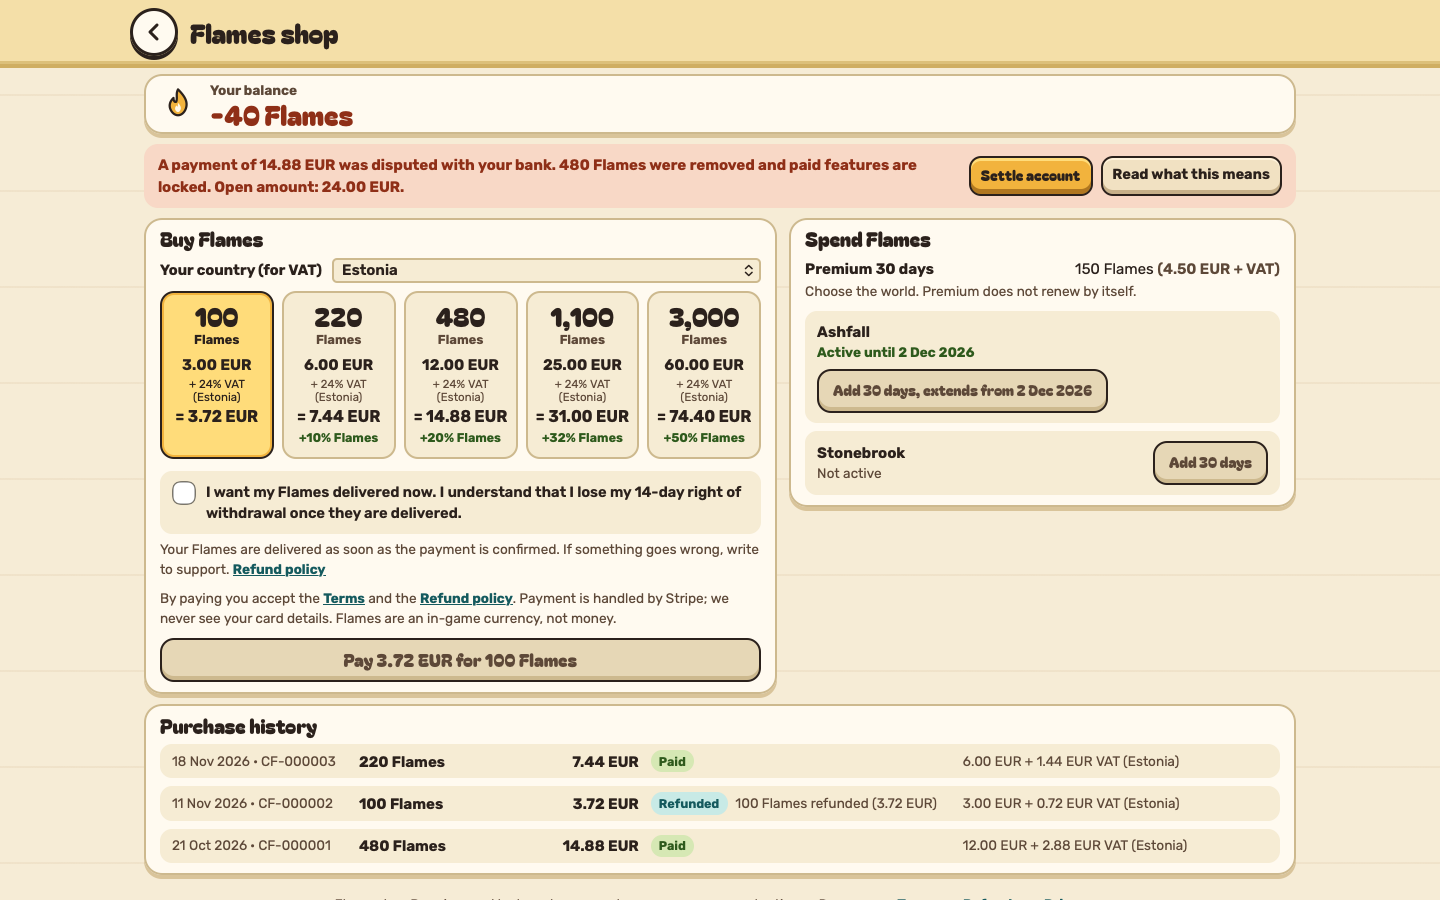 Flames shop
Your balance
-40 Flames
A payment of 14.88 EUR was disputed with your bank. 480 Flames were removed and paid features are
locked. Open amount: 24.00 EUR.
Settle account
Read what this means
Buy Flames
Your country (for VAT)
Estonia
100
Flames
3.00 EUR
+ 24% VAT
(Estonia)
= 3.72 EUR
220
Flames
6.00 EUR
+ 24% VAT
(Estonia)
= 7.44 EUR
+10% Flames
480
Flames
12.00 EUR
+ 24% VAT
(Estonia)
= 14.88 EUR
+20% Flames
1,100
Flames
25.00 EUR
+ 24% VAT
(Estonia)
= 31.00 EUR
+32% Flames
3,000
Flames
60.00 EUR
+ 24% VAT
(Estonia)
= 74.40 EUR
+50% Flames
I want my Flames delivered now. I understand that I lose my 14-day right of
withdrawal once they are delivered.
Your Flames are delivered as soon as the payment is confirmed. If something goes wrong, write
to support. Refund policy
By paying you accept the Terms and the Refund policy. Payment is handled by Stripe; we
never see your card details. Flames are an in-game currency, not money.
Pay 3.72 EUR for 100 Flames
Spend Flames
Premium 30 days
150 Flames (4.50 EUR + VAT)
Choose the world. Premium does not renew by itself.
Ashfall
Active until 2 Dec 2026
Add 30 days, extends from 2 Dec 2026
Stonebrook
Not active
Add 30 days
Purchase history
18 Nov 2026 • CF-000003 220 Flames 7.44 EUR Paid 6.00 EUR + 1.44 EUR VAT (Estonia)
11 Nov 2026 • CF-000002 100 Flames 3.72 EUR Refunded 100 Flames refunded (3.72 EUR) 3.00 EUR + 0.72 EUR VAT (Estonia)
21 Oct 2026 • CF-000001 480 Flames 14.88 EUR Paid 12.00 EUR + 2.88 EUR VAT (Estonia)